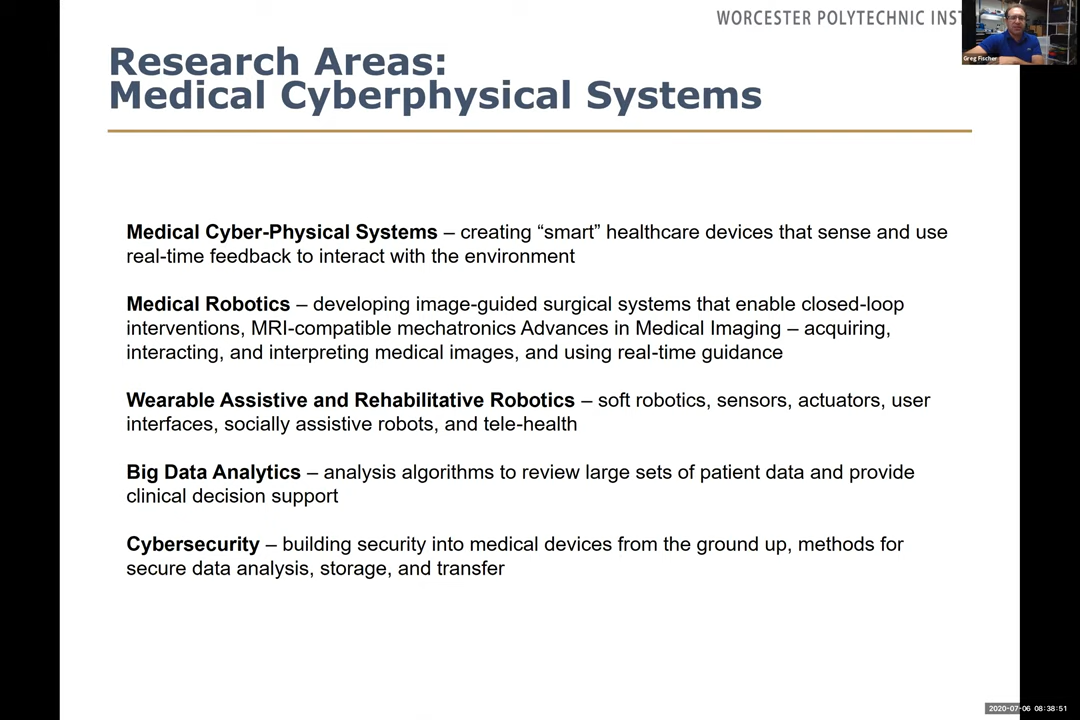 WORCESTER POLYTECHNIC INST
Greg Fischer
Research Areas:
Medical Cyberphysical Systems
Medical Cyber-Physical Systems – creating “smart” healthcare devices that sense and use
real-time feedback to interact with the environment
Medical Robotics – developing image-guided surgical systems that enable closed-loop
interventions, MRI-compatible mechatronics Advances in Medical Imaging – acquiring,
interacting, and interpreting medical images, and using real-time guidance
Wearable Assistive and Rehabilitative Robotics – soft robotics, sensors, actuators, user
interfaces, socially assistive robots, and tele-health
Big Data Analytics – analysis algorithms to review large sets of patient data and provide
clinical decision support
Cybersecurity – building security into medical devices from the ground up, methods for
secure data analysis, storage, and transfer
2020-07-06 08:38:51